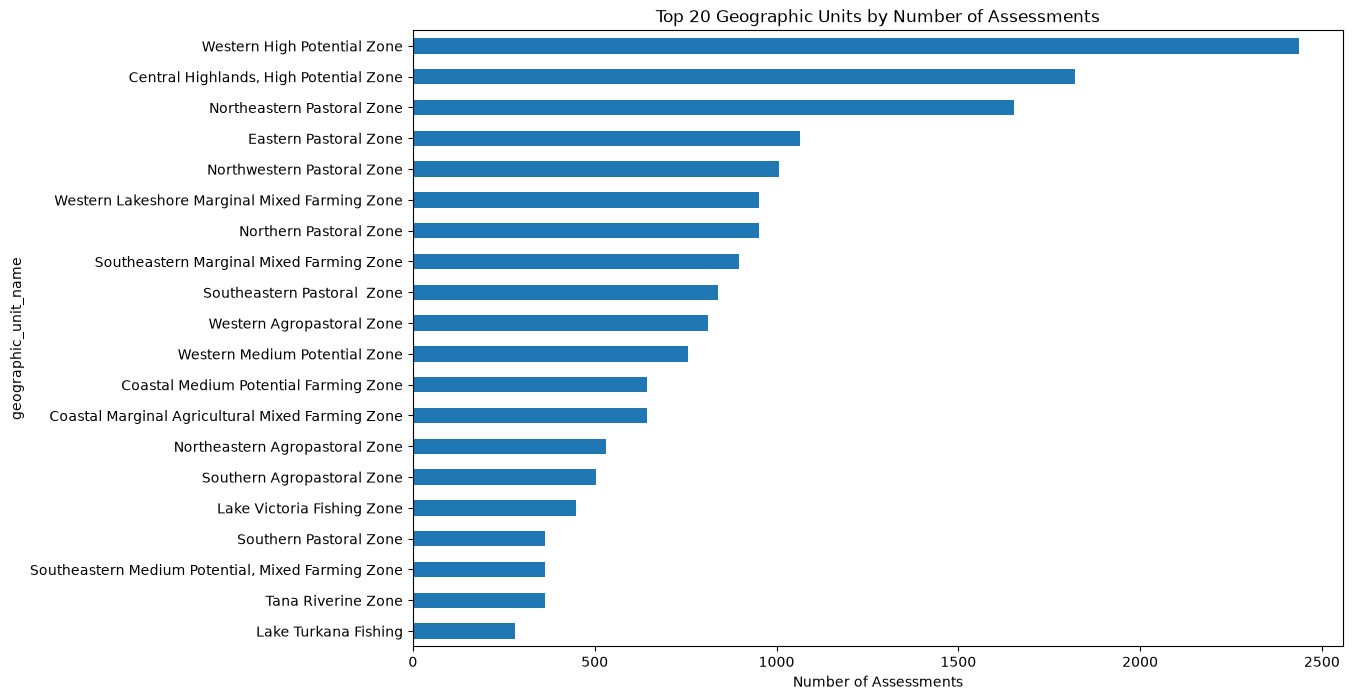 Top 20 Geographic Units by Number of Assessments
geographic_unit_name
Western High Potential Zone
Central Highlands, High Potential Zone
Northeastern Pastoral Zone
Eastern Pastoral Zone
Northwestern Pastoral Zone
Western Lakeshore Marginal Mixed Farming Zone
Northern Pastoral Zone
Southeastern Marginal Mixed Farming Zone
Southeastern Pastoral  Zone
Western Agropastoral Zone
Western Medium Potential Zone
Coastal Medium Potential Farming Zone
Coastal Marginal Agricultural Mixed Farming Zone
Northeastern Agropastoral Zone
Southern Agropastoral Zone
Lake Victoria Fishing Zone
Southern Pastoral Zone
Southeastern Medium Potential, Mixed Farming Zone
Tana Riverine Zone
Lake Turkana Fishing
0 500 1000 1500 2000 2500
Number of Assessments